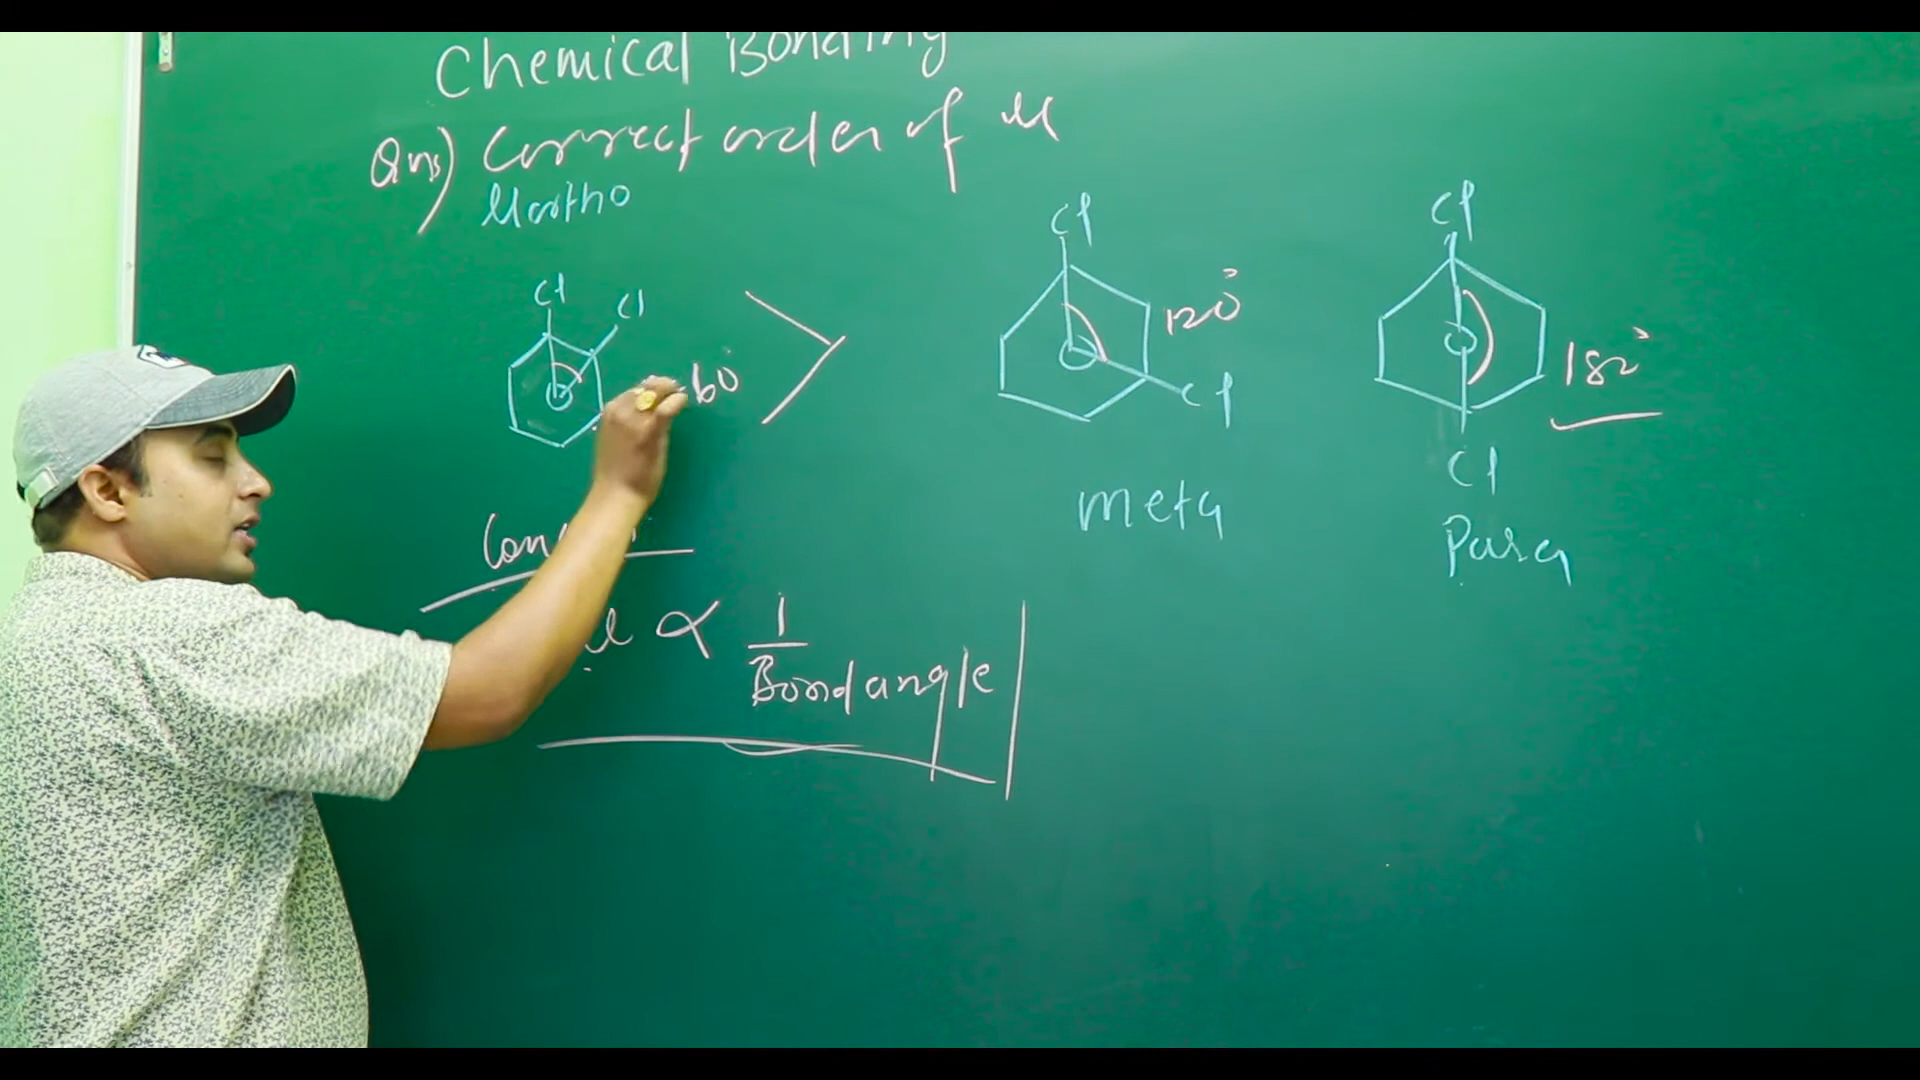 Chemical Bonding
Qns) Correct order of μ
μortho
Cl
Cl
60°
>
Cl
120°
Cl
meta
Cl
180°
Cl
Para
μ ∝ 1
Bond angle